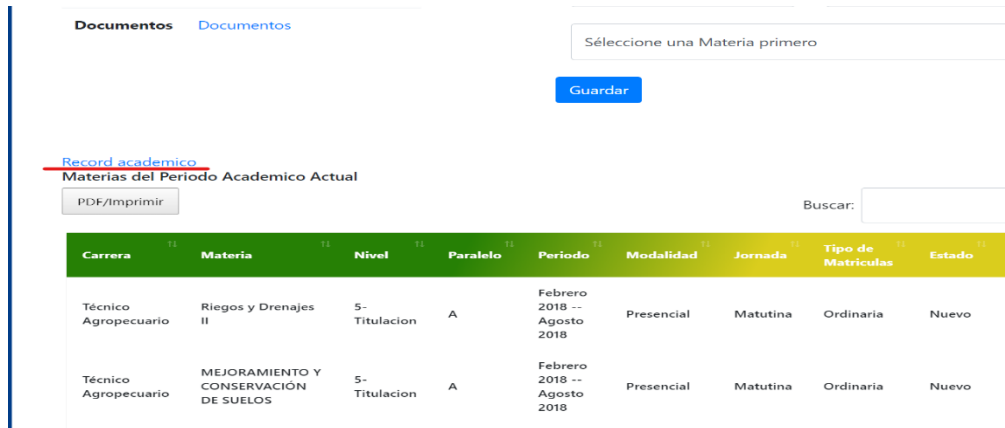 Documentos Documentos
Séleccione una Materia primero
Guardar
Record academico
Materias del Periodo Academico Actual
PDF/Imprimir
Buscar:
Carrera Materia Nivel Paralelo Periodo Modalidad Jornada Tipo de Matriculas Estado
Técnico Agropecuario Riegos y Drenajes II 5-Titulacion A Febrero 2018 -- Agosto 2018 Presencial Matutina Ordinaria Nuevo
Técnico Agropecuario MEJORAMIENTO Y CONSERVACIÓN DE SUELOS 5-Titulacion A Febrero 2018 -- Agosto 2018 Presencial Matutina Ordinaria Nuevo